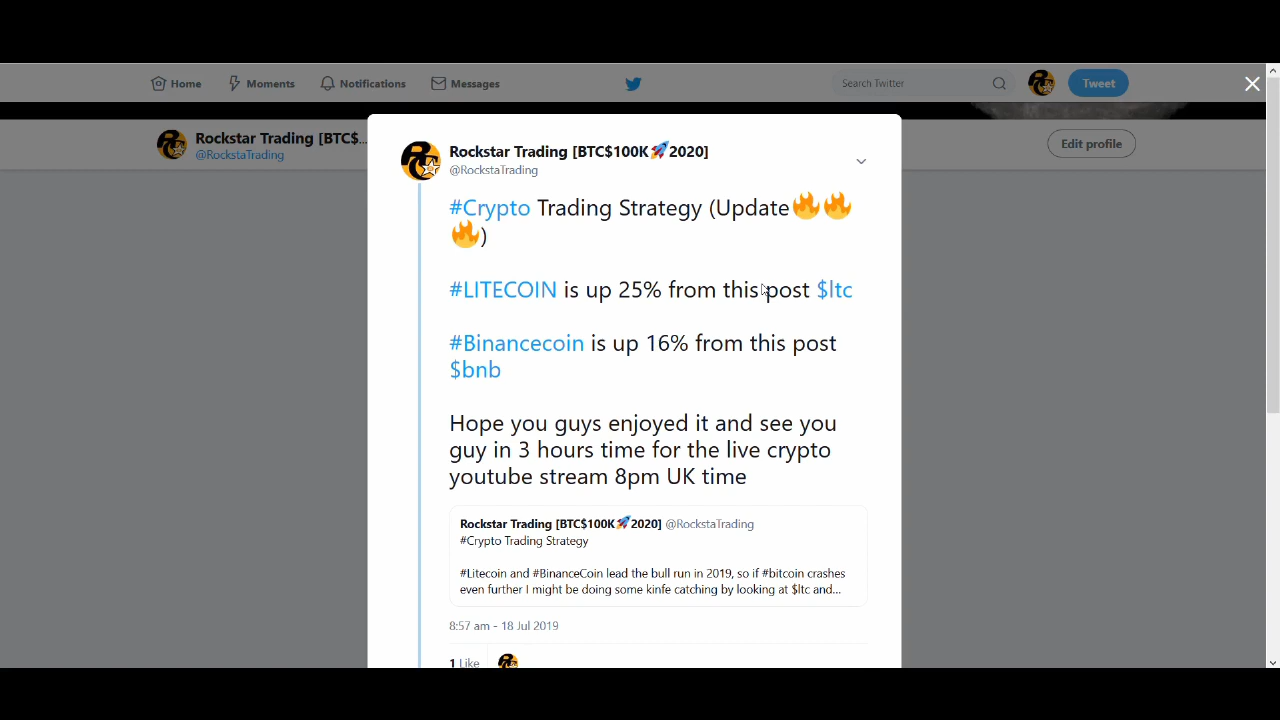 Home Moments Notifications Messages Search Twitter Tweet
Rockstar Trading [BTC$...
@RockstaTrading
Edit profile
Rockstar Trading [BTC$100K🚀2020]
@RockstaTrading
#Crypto Trading Strategy (Update🔥🔥
🔥)
#LITECOIN is up 25% from this post $ltc
#Binancecoin is up 16% from this post
$bnb
Hope you guys enjoyed it and see you
guy in 3 hours time for the live crypto
youtube stream 8pm UK time
Rockstar Trading [BTC$100K🚀2020] @RockstaTrading
#Crypto Trading Strategy
#Litecoin and #BinanceCoin lead the bull run in 2019, so if #bitcoin crashes
even further I might be doing some kinfe catching by looking at $ltc and...
8:57 am - 18 Jul 2019
1 Like